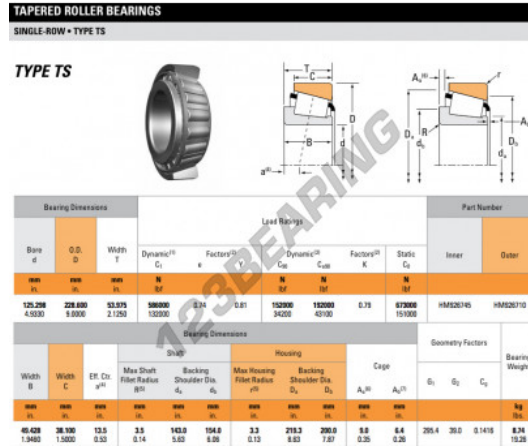 TAPERED ROLLER BEARINGS
SINGLE-ROW • TYPE TS
TYPE TS
T
C
D
B
d
R
r
123BEARING
Bearing Dimensions Load Ratings Part Number
Bore O.D. Width Dynamic(1) Factors(2) Dynamic(3) Factors(2) Static Inner Outer
d D T C1 e Y C90 Ca90 K C0
mm mm mm N N N N
in. in. in. lbf lbf lbf lbf
125.298 228.600 53.975 586000 0.74 0.81 152000 192000 0.79 673000 HM926745 HM926710
4.9330 9.0000 2.1250 132000 34200 43100 151000
Bearing Dimensions
Shaft Housing Cage Geometry Factors Bearing
Width Width Eff. Ctr. Max Shaft Backing Max Housing Backing Weight
B C a(4) Fillet Radius Shoulder Dia. Fillet Radius Shoulder Dia. G1 G2 Cg
R(5) da db r(5) Da Db
mm mm mm mm mm mm mm mm mm mm mm kg
in. in. in. in. in. in. in. in. in. in. in. lbs.
49.428 38.100 13.5 3.5 143.0 154.0 3.3 219.3 200.0 9.0 6.4 295.4 39.0 0.1416
1.9460 1.5000 0.53 0.14 5.63 6.06 0.13 8.63 7.87 0.35 0.26